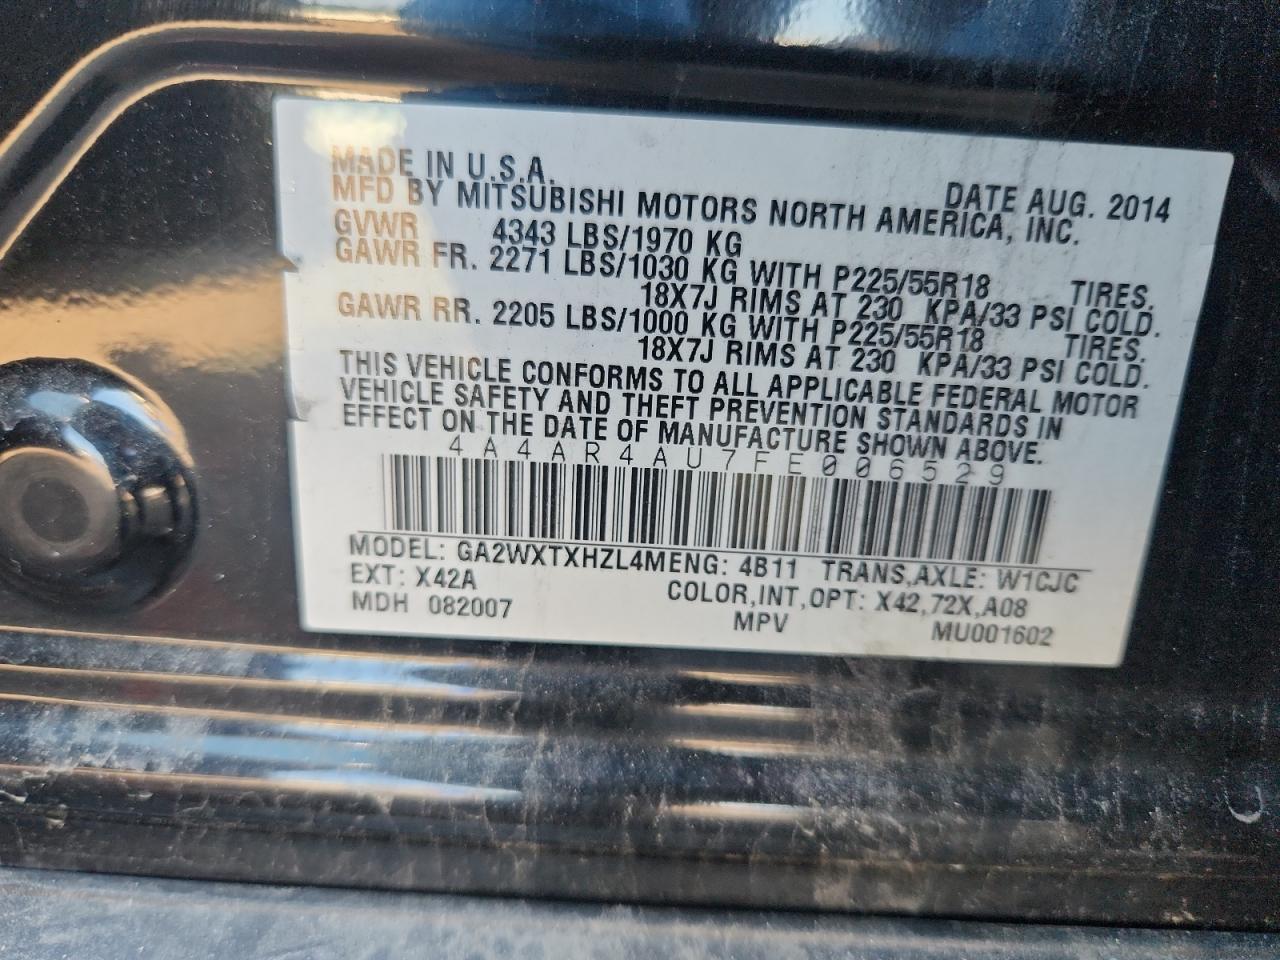 MADE IN U.S.A. DATE AUG. 2014
MFD BY MITSUBISHI MOTORS NORTH AMERICA, INC.
GVWR 4343 LBS/1970 KG
GAWR FR. 2271 LBS/1030 KG WITH P225/55R18 TIRES.
18X7J RIMS AT 230 KPA/33 PSI COLD.
GAWR RR. 2205 LBS/1000 KG WITH P225/55R18 TIRES.
18X7J RIMS AT 230 KPA/33 PSI COLD.
THIS VEHICLE CONFORMS TO ALL APPLICABLE FEDERAL MOTOR
VEHICLE SAFETY AND THEFT PREVENTION STANDARDS IN
EFFECT ON THE DATE OF MANUFACTURE SHOWN ABOVE.
4A4AR4AU7FE006529
MODEL: GA2WXTXHZL4MENG: 4B11 TRANS,AXLE: W1CJC
EXT: X42A COLOR,INT,OPT: X42,72X,A08
MDH 082007 MPV MU001602